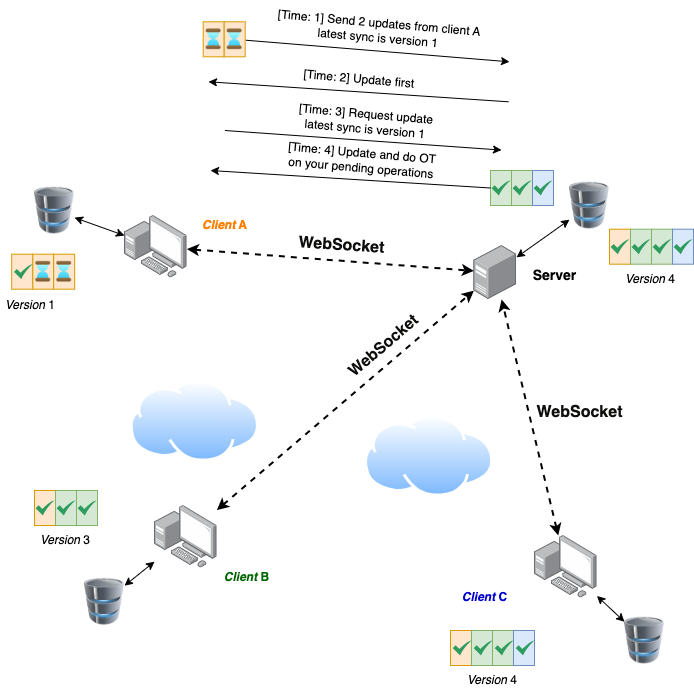 [Time: 1] Send 2 updates from client A
latest sync is version 1
[Time: 2] Update first
[Time: 3] Request update
latest sync is version 1
[Time: 4] Update and do OT
on your pending operations
Client A
WebSocket
Server
Version 4
Version 1
WebSocket
WebSocket
Version 3
Client B
Client C
Version 4